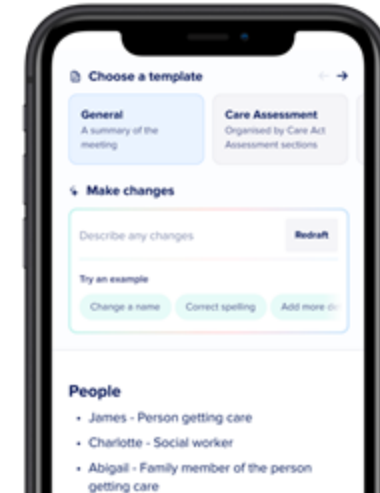 Choose a template
General
A summary of the
meeting
Care Assessment
Organised by Care Act
Assessment sections
Make changes
Describe any changes
Redraft
Try an example
Change a name
Correct spelling
Add more
People
• James - Person getting care
• Charlotte - Social worker
• Abigail - Family member of the person
getting care